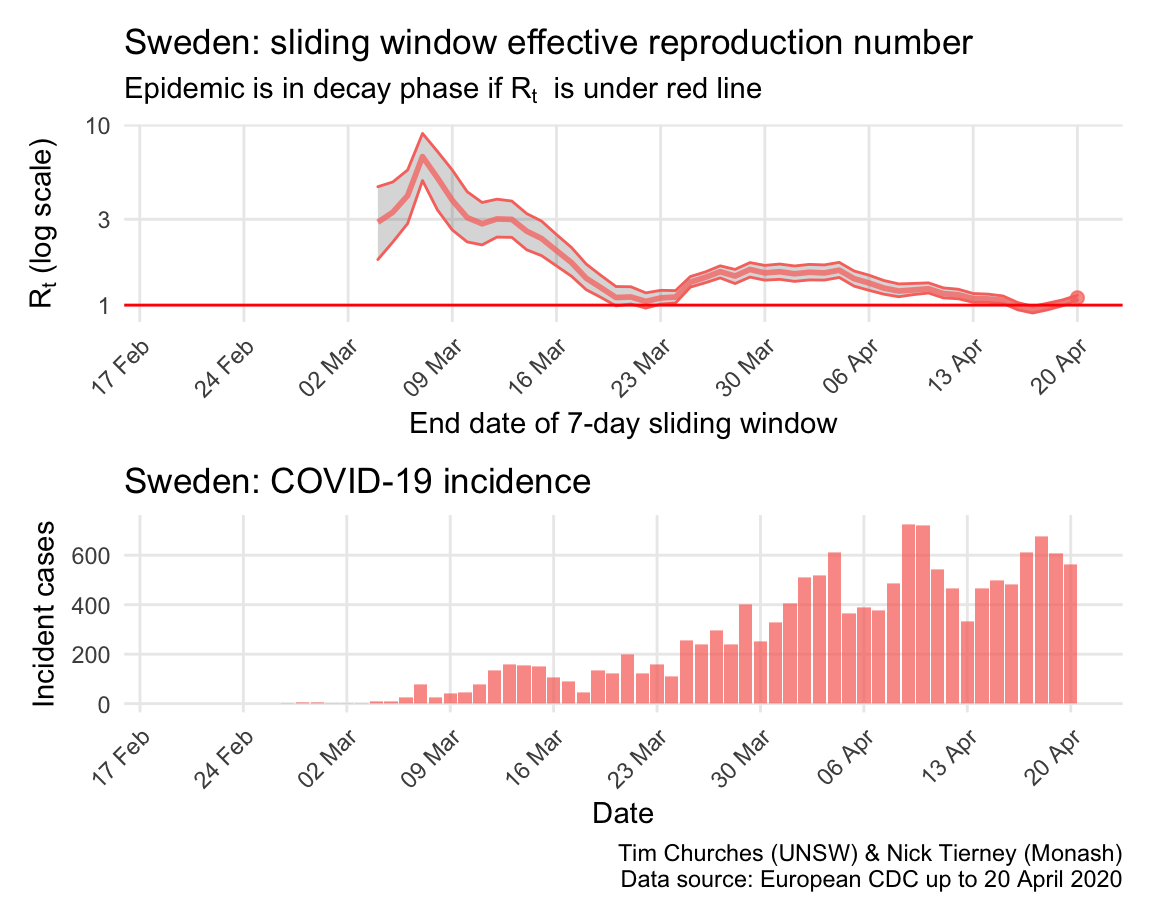 Sweden: sliding window effective reproduction number
Epidemic is in decay phase if Rt is under red line
Rt (log scale)
10
3
1
17 Feb
24 Feb
02 Mar
09 Mar
16 Mar
23 Mar
30 Mar
06 Apr
13 Apr
20 Apr
End date of 7-day sliding window
Sweden: COVID-19 incidence
Incident cases
600
400
200
0
17 Feb
24 Feb
02 Mar
09 Mar
16 Mar
23 Mar
30 Mar
06 Apr
13 Apr
20 Apr
Date
Tim Churches (UNSW) & Nick Tierney (Monash)
Data source: European CDC up to 20 April 2020